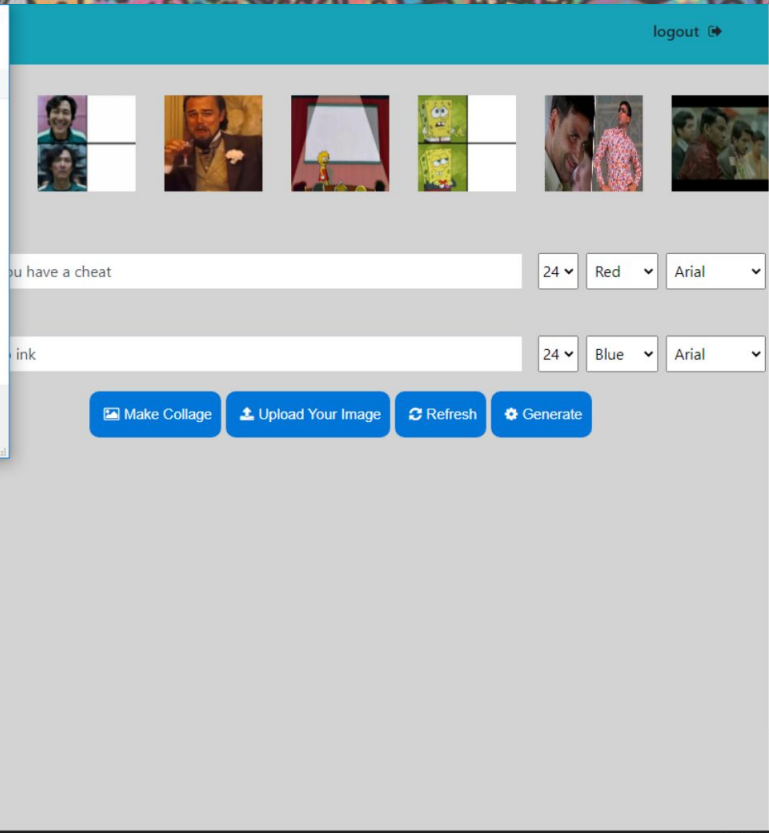 logout
have a cheat
24 Red Arial
ink
24 Blue Arial
Make Collage Upload Your Image Refresh Generate